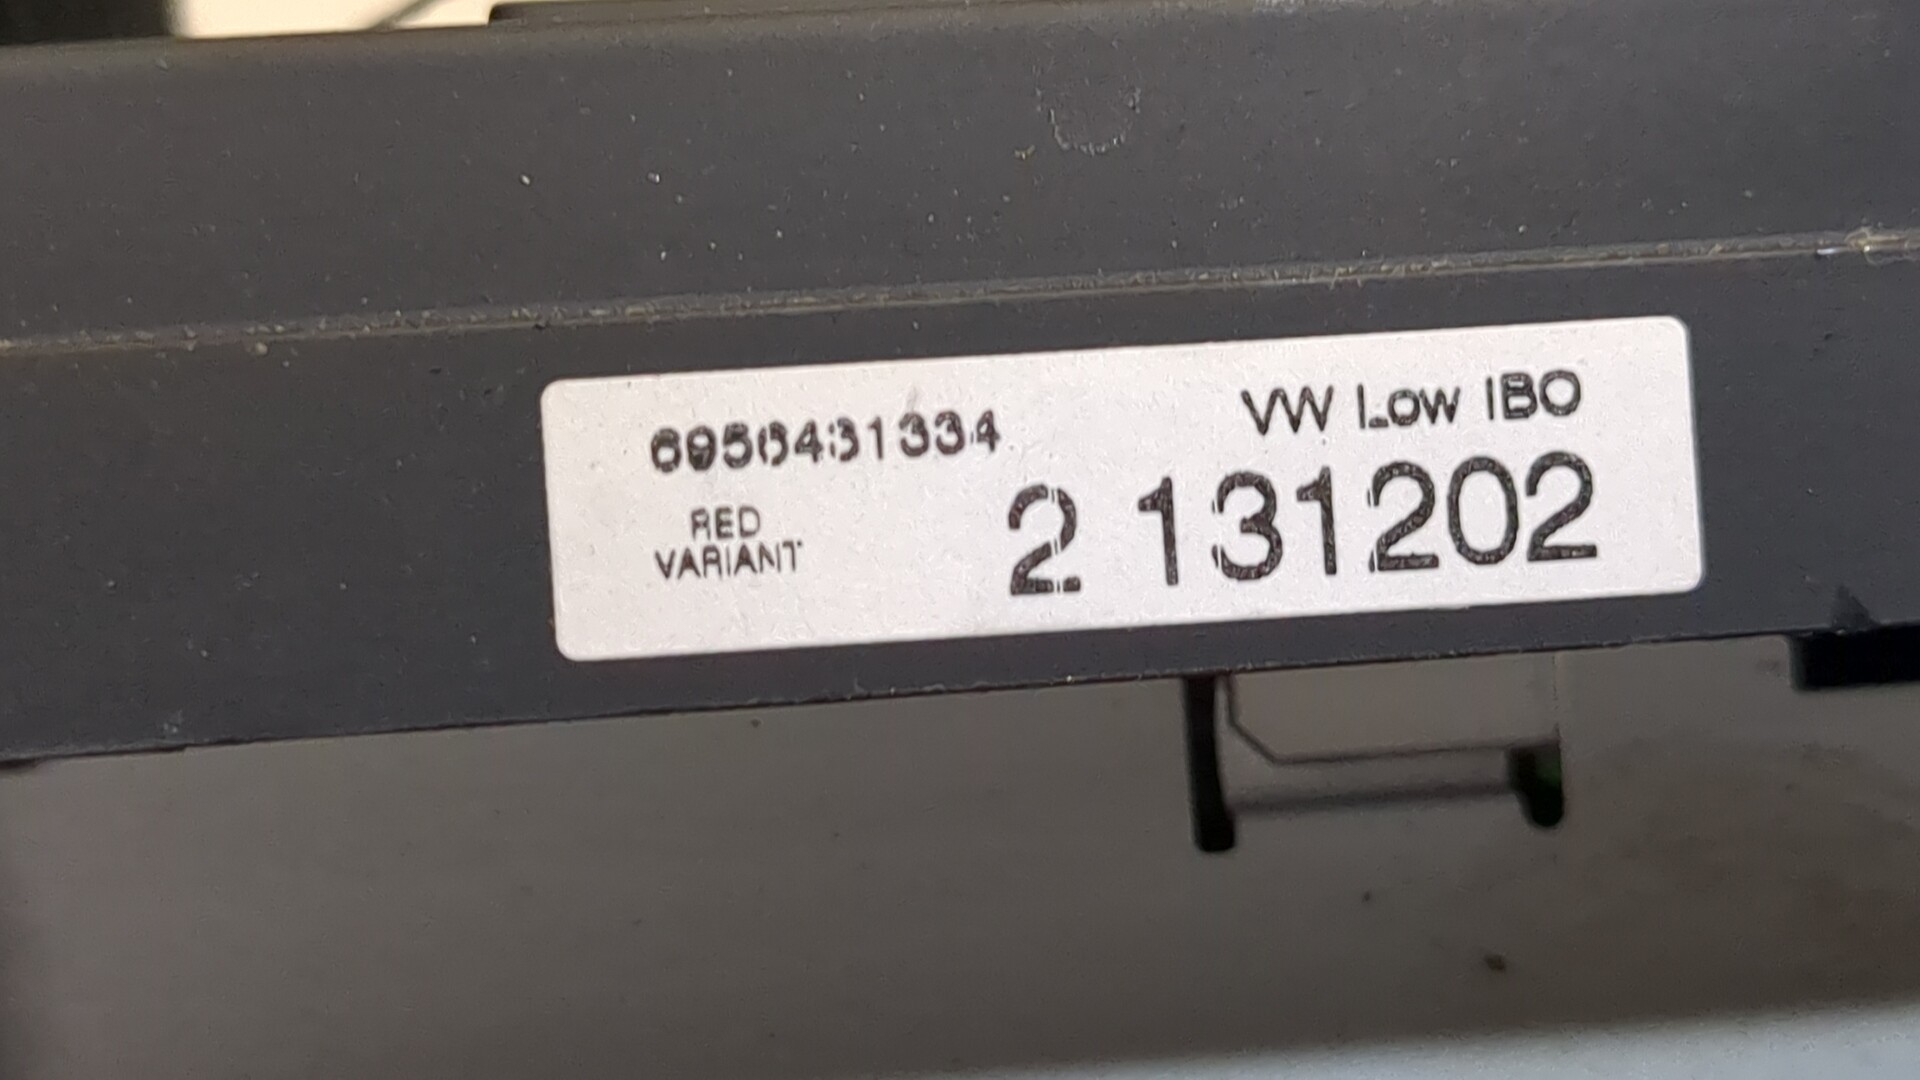 6950431334
VW Low IBO
RED
VARIANT
2 131202